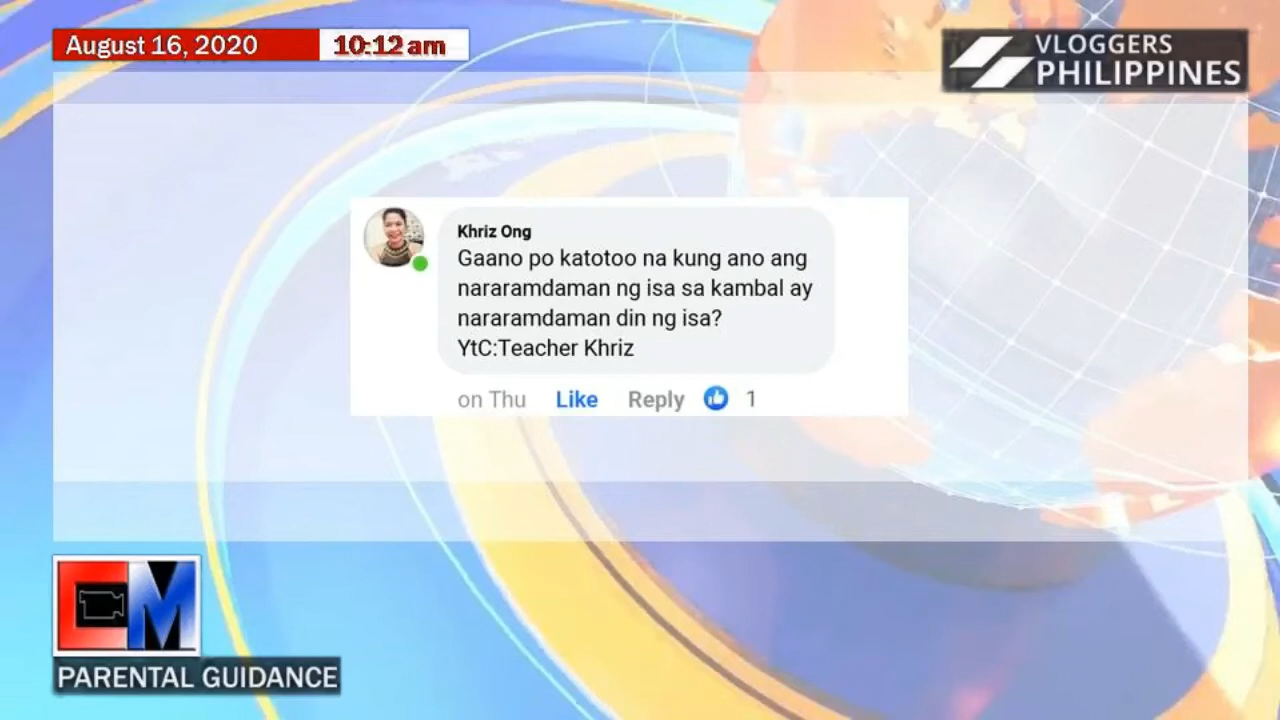 August 16, 2020 10:12 am
VLOGGERS
PHILIPPINES
Khriz Ong
Gaano po katotoo na kung ano ang
nararamdaman ng isa sa kambal ay
nararamdaman din ng isa?
YtC:Teacher Khriz
on Thu Like Reply 1
CM
PARENTAL GUIDANCE